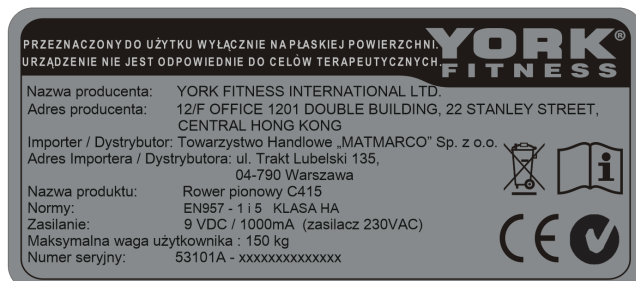 PRZEZNACZONY DO UŻYTKU WYŁĄCZNIE NA PŁASKIEJ POWIERZCHNI.
URZĄDZENIE NIE JEST ODPOWIEDNIE DO CELÓW TERAPEUTYCZNYCH.
YORK®
FITNESS
Nazwa producenta: YORK FITNESS INTERNATIONAL LTD.
Adres producenta: 12/F OFFICE 1201 DOUBLE BUILDING, 22 STANLEY STREET,
CENTRAL HONG KONG
Importer / Dystrybutor: Towarzystwo Handlowe „MATMARCO” Sp. z o.o.
Adres Importera / Dystrybutora: ul. Trakt Lubelski 135,
04-790 Warszawa
Nazwa produktu: Rower pionowy C415
Normy: EN957 - 1 i 5 KLASA HA
Zasilanie: 9 VDC / 1000mA (zasilacz 230VAC)
Maksymalna waga użytkownika : 150 kg
Numer seryjny: 53101A - xxxxxxxxxxxxxx
i
CE